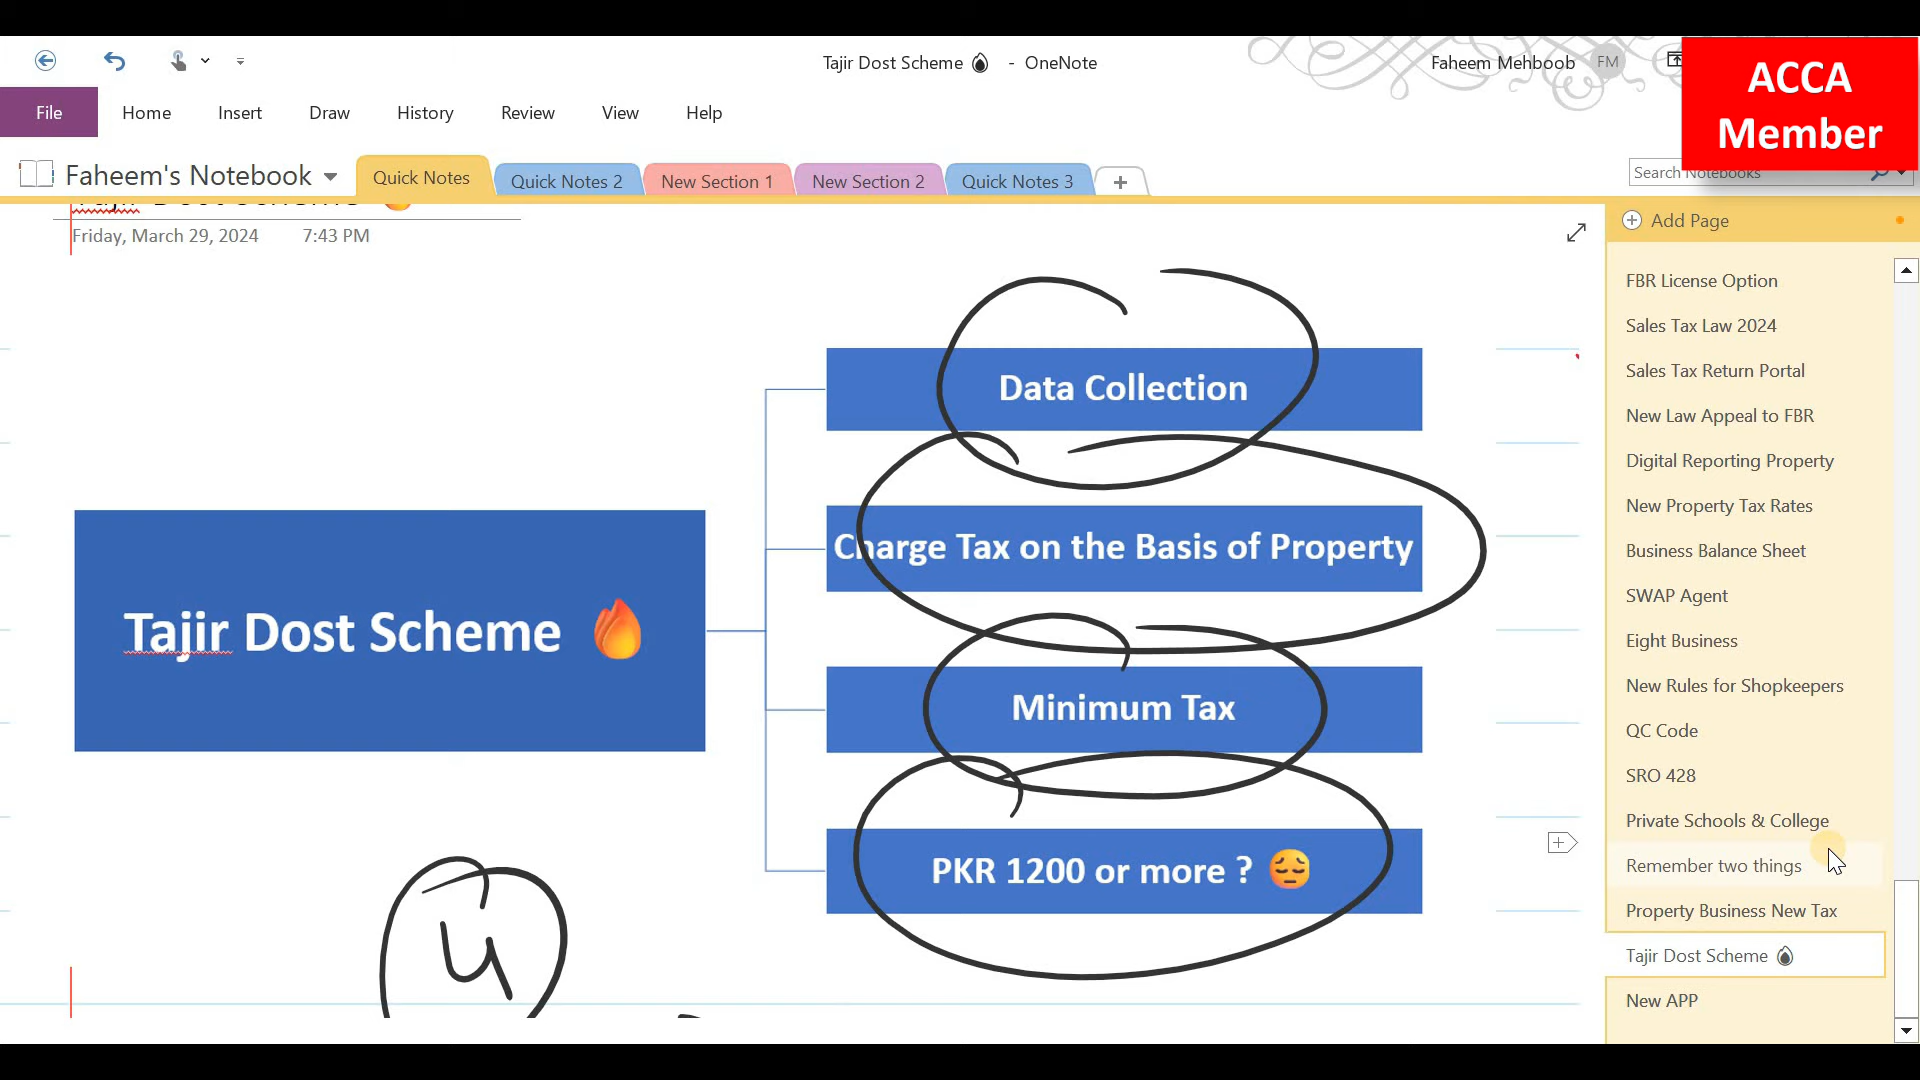 Tajir Dost Scheme - OneNote
Faheem Mehboob FM
ACCA
Member
File Home Insert Draw History Review View Help
Faheem's Notebook Quick Notes Quick Notes 2 New Section 1 New Section 2 Quick Notes 3
Search Notebooks
Tajir Dost Scheme
Friday, March 29, 2024 7:43 PM
Data Collection
Charge Tax on the Basis of Property
Tajir Dost Scheme
Minimum Tax
PKR 1200 or more ?
4
Add Page
FBR License Option
Sales Tax Law 2024
Sales Tax Return Portal
New Law Appeal to FBR
Digital Reporting Property
New Property Tax Rates
Business Balance Sheet
SWAP Agent
Eight Business
New Rules for Shopkeepers
QC Code
SRO 428
Private Schools & College
Remember two things
Property Business New Tax
Tajir Dost Scheme
New APP